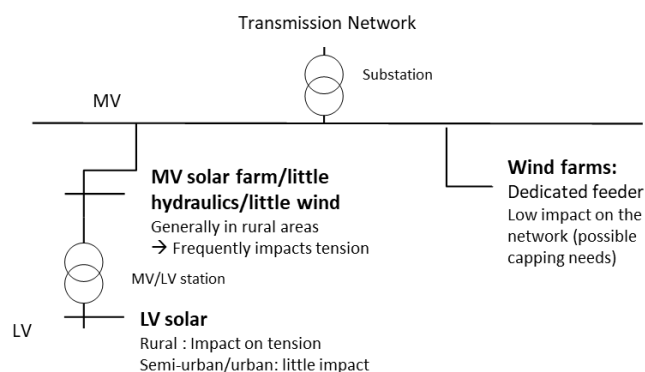 Transmission Network
Substation
MV
MV solar farm/little
hydraulics/little wind
Generally in rural areas
→ Frequently impacts tension
Wind farms:
Dedicated feeder
Low impact on the
network (possible
capping needs)
MV/LV station
LV
LV solar
Rural : Impact on tension
Semi-urban/urban: little impact